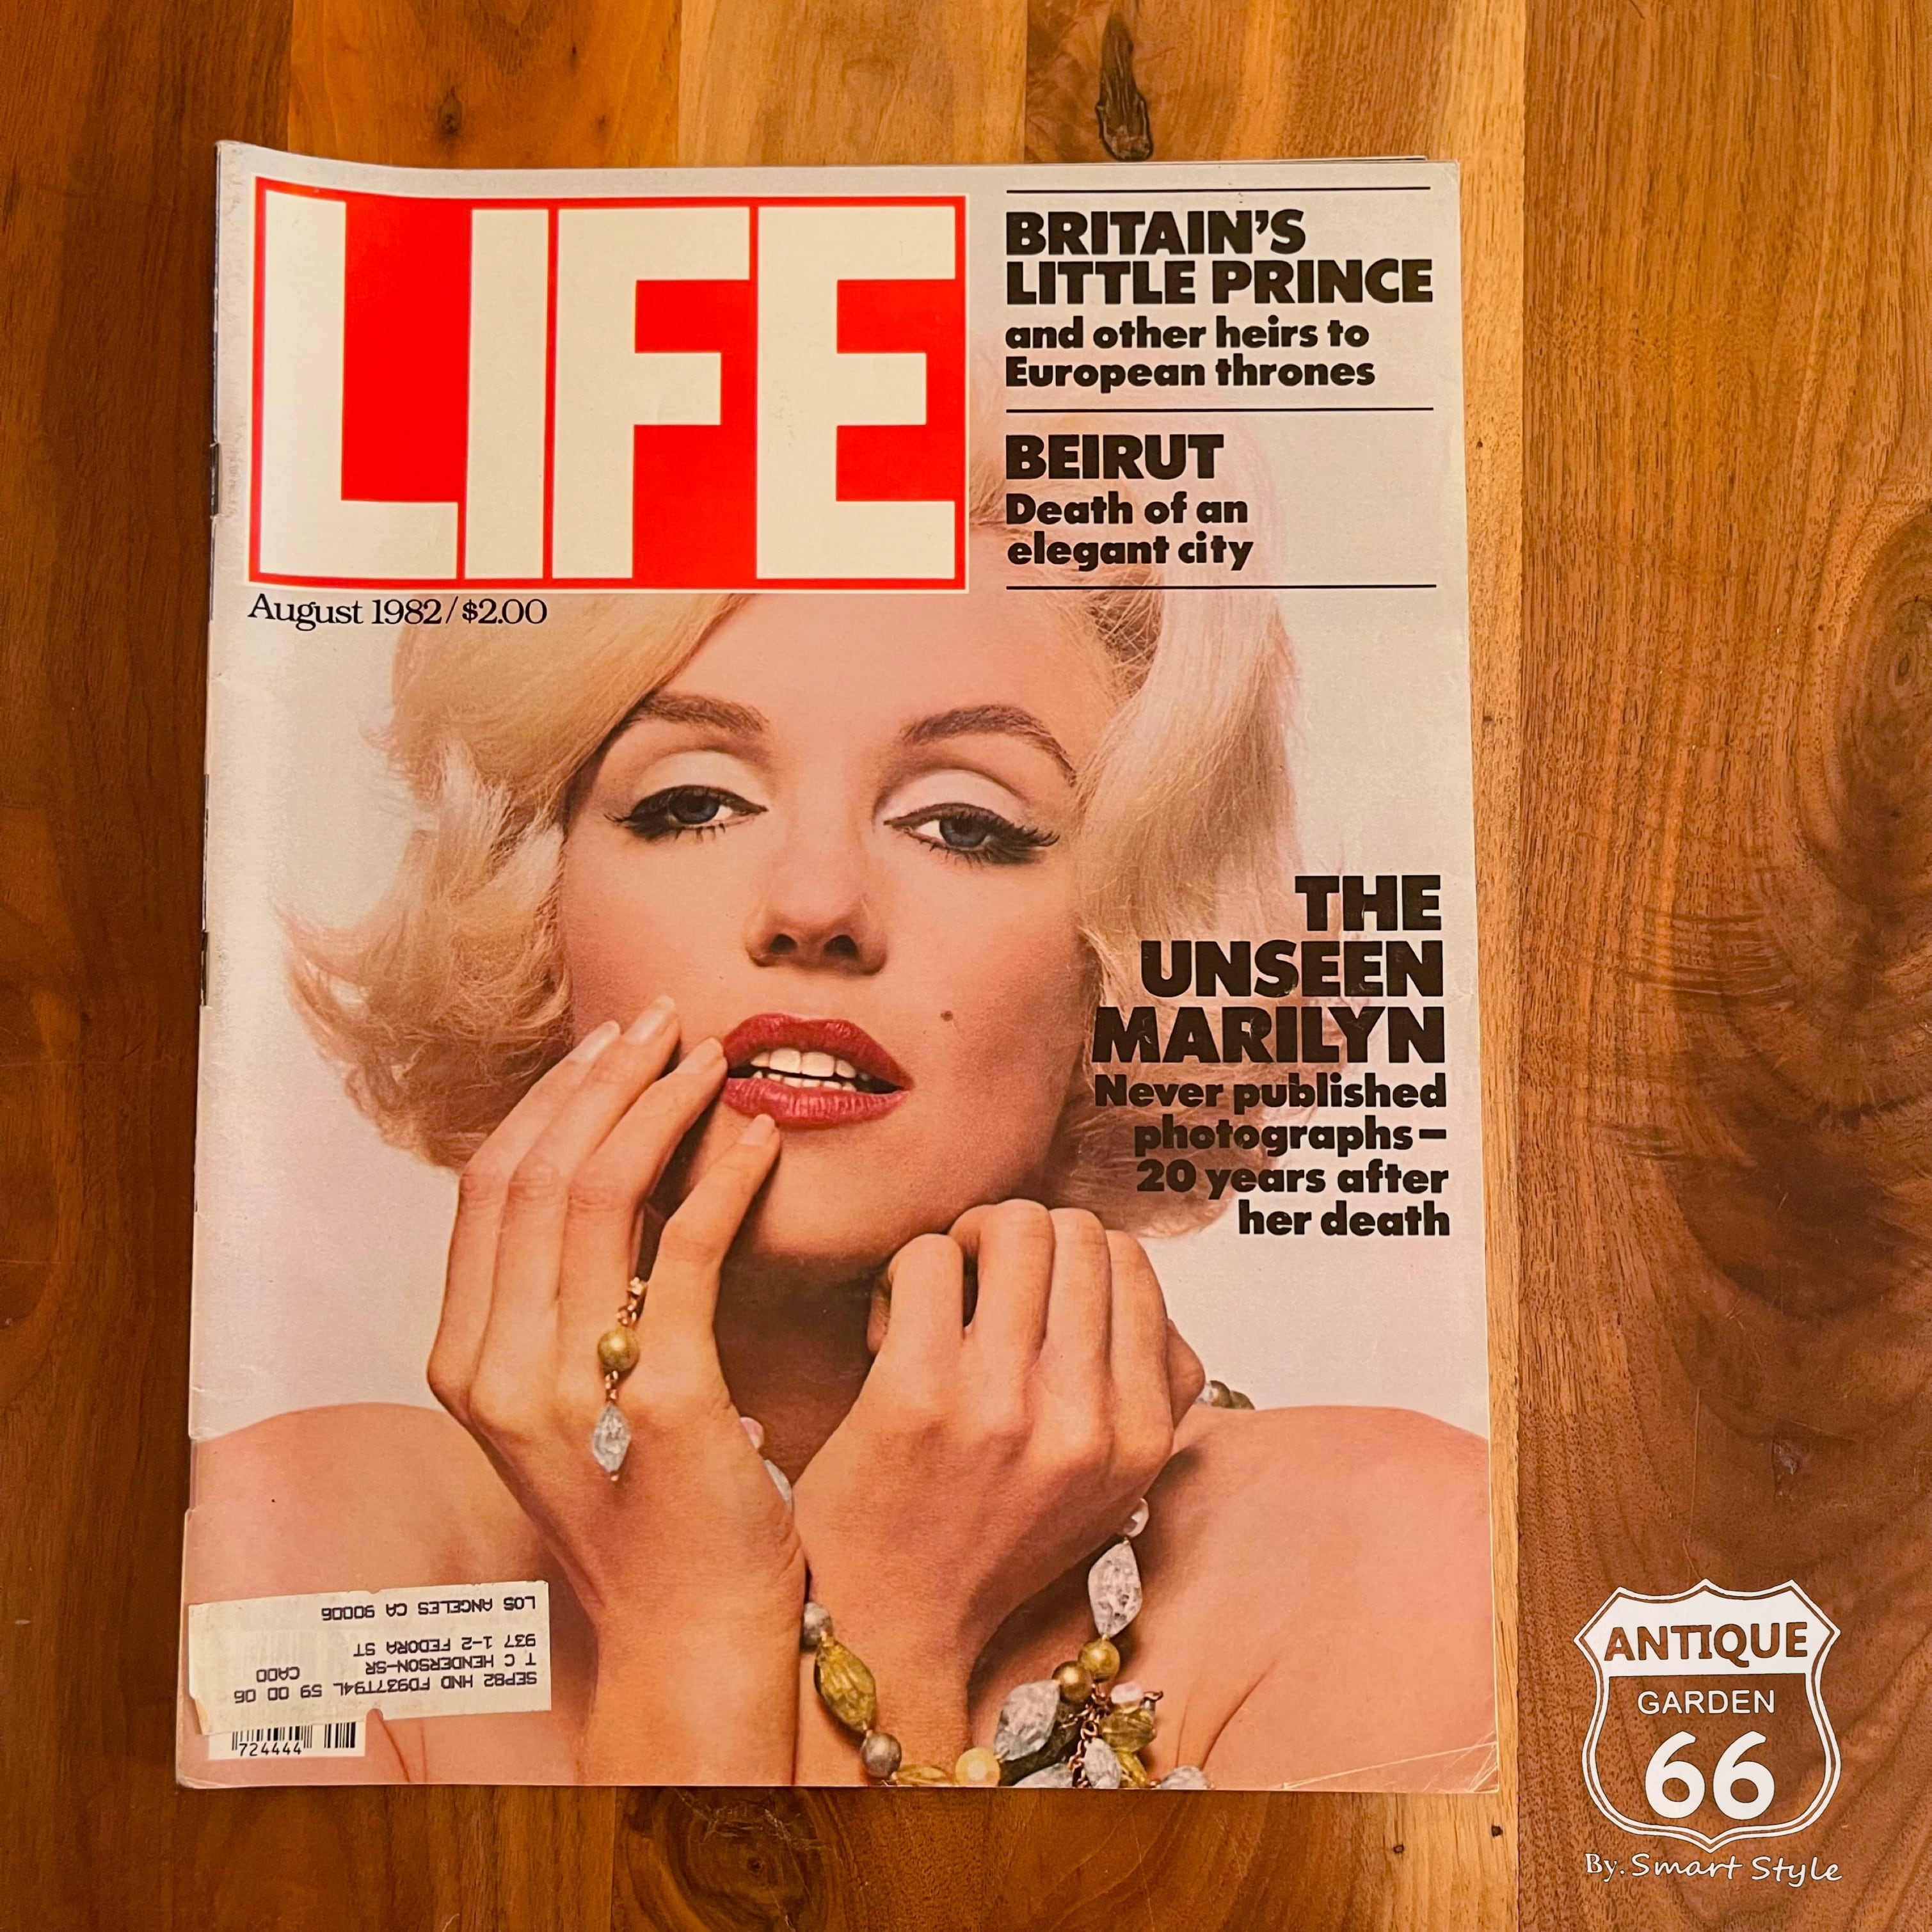 LIFE
August 1982/$2.00
BRITAIN'S
LITTLE PRINCE
and other heirs to
European thrones
BEIRUT
Death of an
elegant city
THE
UNSEEN
MARILYN
Never published
photographs—
20 years after
her death
SEP82 HND FD937T94L 59 00 06
T C HENDERSON-SR CADO
937 1-2 FEDORA ST
LOS ANGELES CA 90006
724444
ANTIQUE
GARDEN
66
By. Smart Style